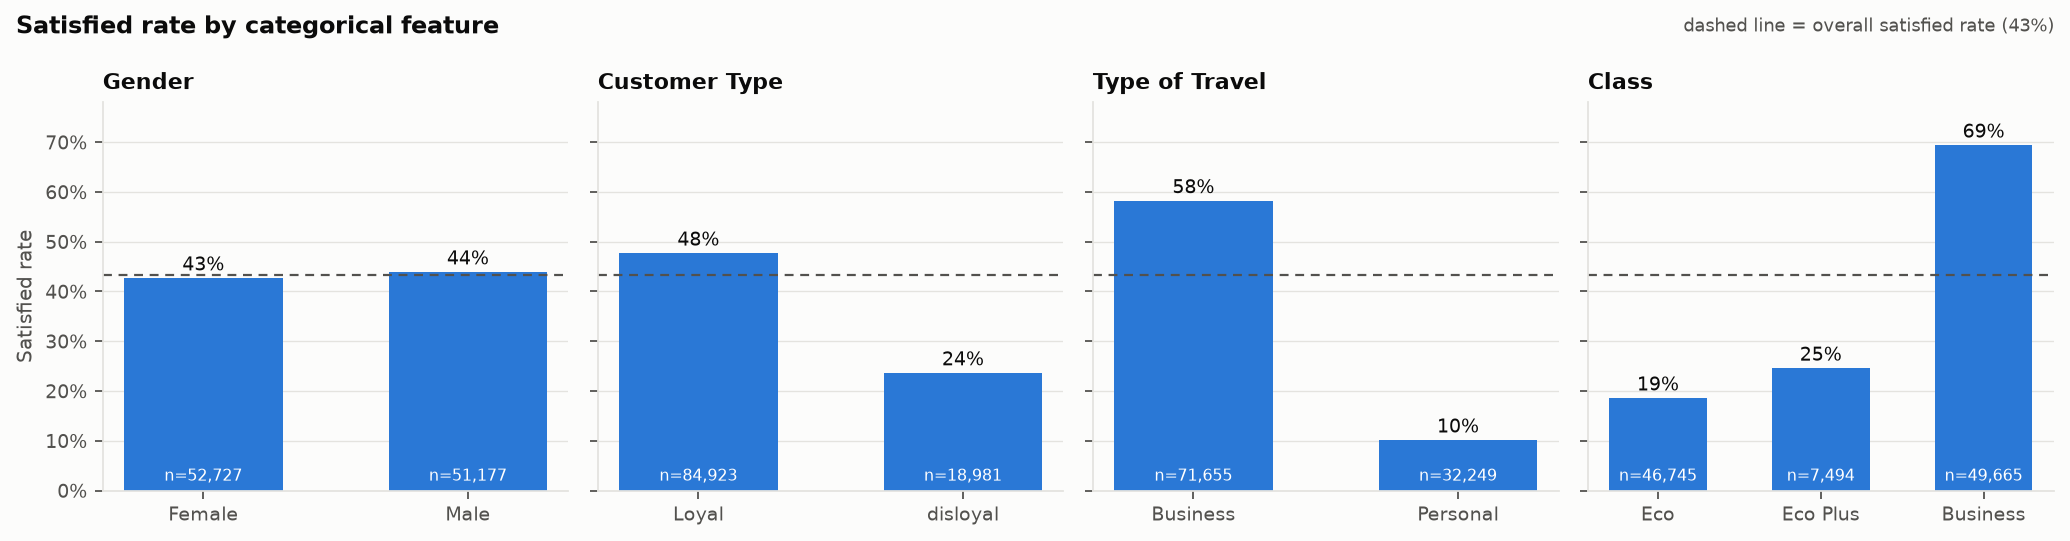 Satisfied rate by categorical feature
dashed line = overall satisfied rate (43%)
Gender
Satisfied rate
70%
60%
50%
40%
30%
20%
10%
0%
43%
44%
n=52,727
n=51,177
Female
Male
Customer Type
48%
24%
n=84,923
n=18,981
Loyal
disloyal
Type of Travel
58%
10%
n=71,655
n=32,249
Business
Personal
Class
19%
25%
69%
n=46,745
n=7,494
n=49,665
Eco
Eco Plus
Business